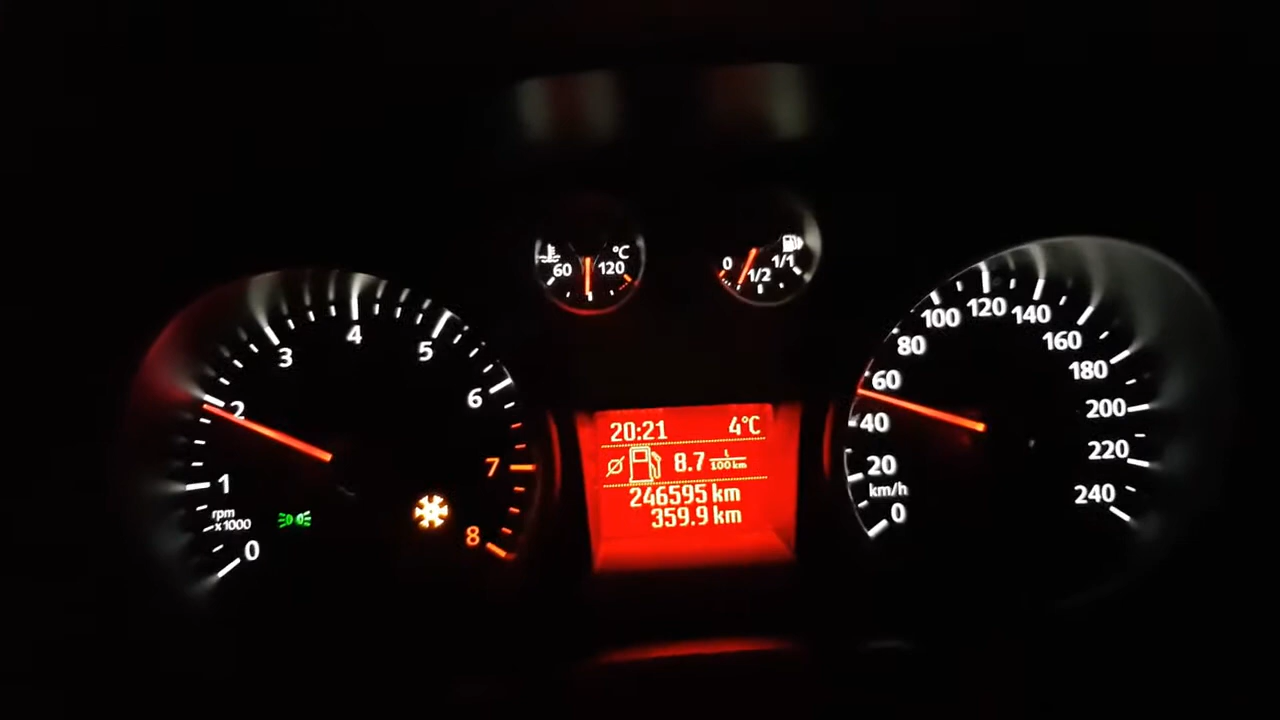 60 120 °C
0 1/2 1/1
0 1 2 3 4 5 6 7 8
rpm
x1000
20:21 4°C
Ø 8.7 L/100km
246595 km
359.9 km
0 20 40 60 80 100 120 140 160 180 200 220 240
km/h